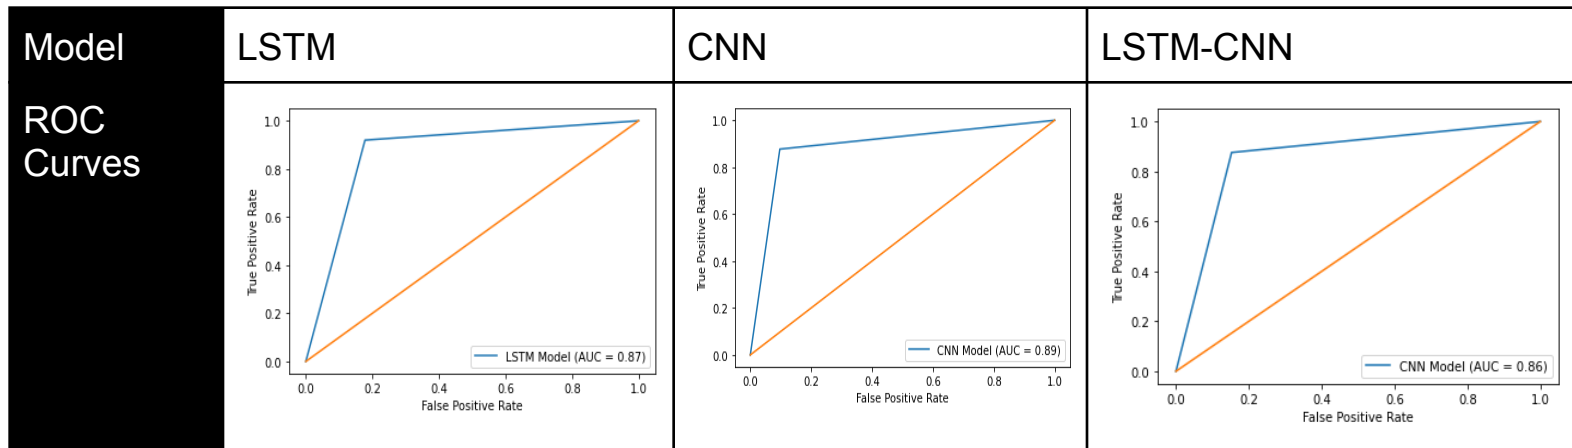 Model
LSTM
CNN
LSTM-CNN
ROC
Curves
True Positive Rate
1.0
0.8
0.6
0.4
0.2
0.0
LSTM Model (AUC = 0.87)
0.0 0.2 0.4 0.6 0.8 1.0
False Positive Rate
True Positive Rate
1.0
0.8
0.6
0.4
0.2
0.0
CNN Model (AUC = 0.89)
0.0 0.2 0.4 0.6 0.8 1.0
False Positive Rate
True Positive Rate
1.0
0.8
0.6
0.4
0.2
0.0
CNN Model (AUC = 0.86)
0.0 0.2 0.4 0.6 0.8 1.0
False Positive Rate